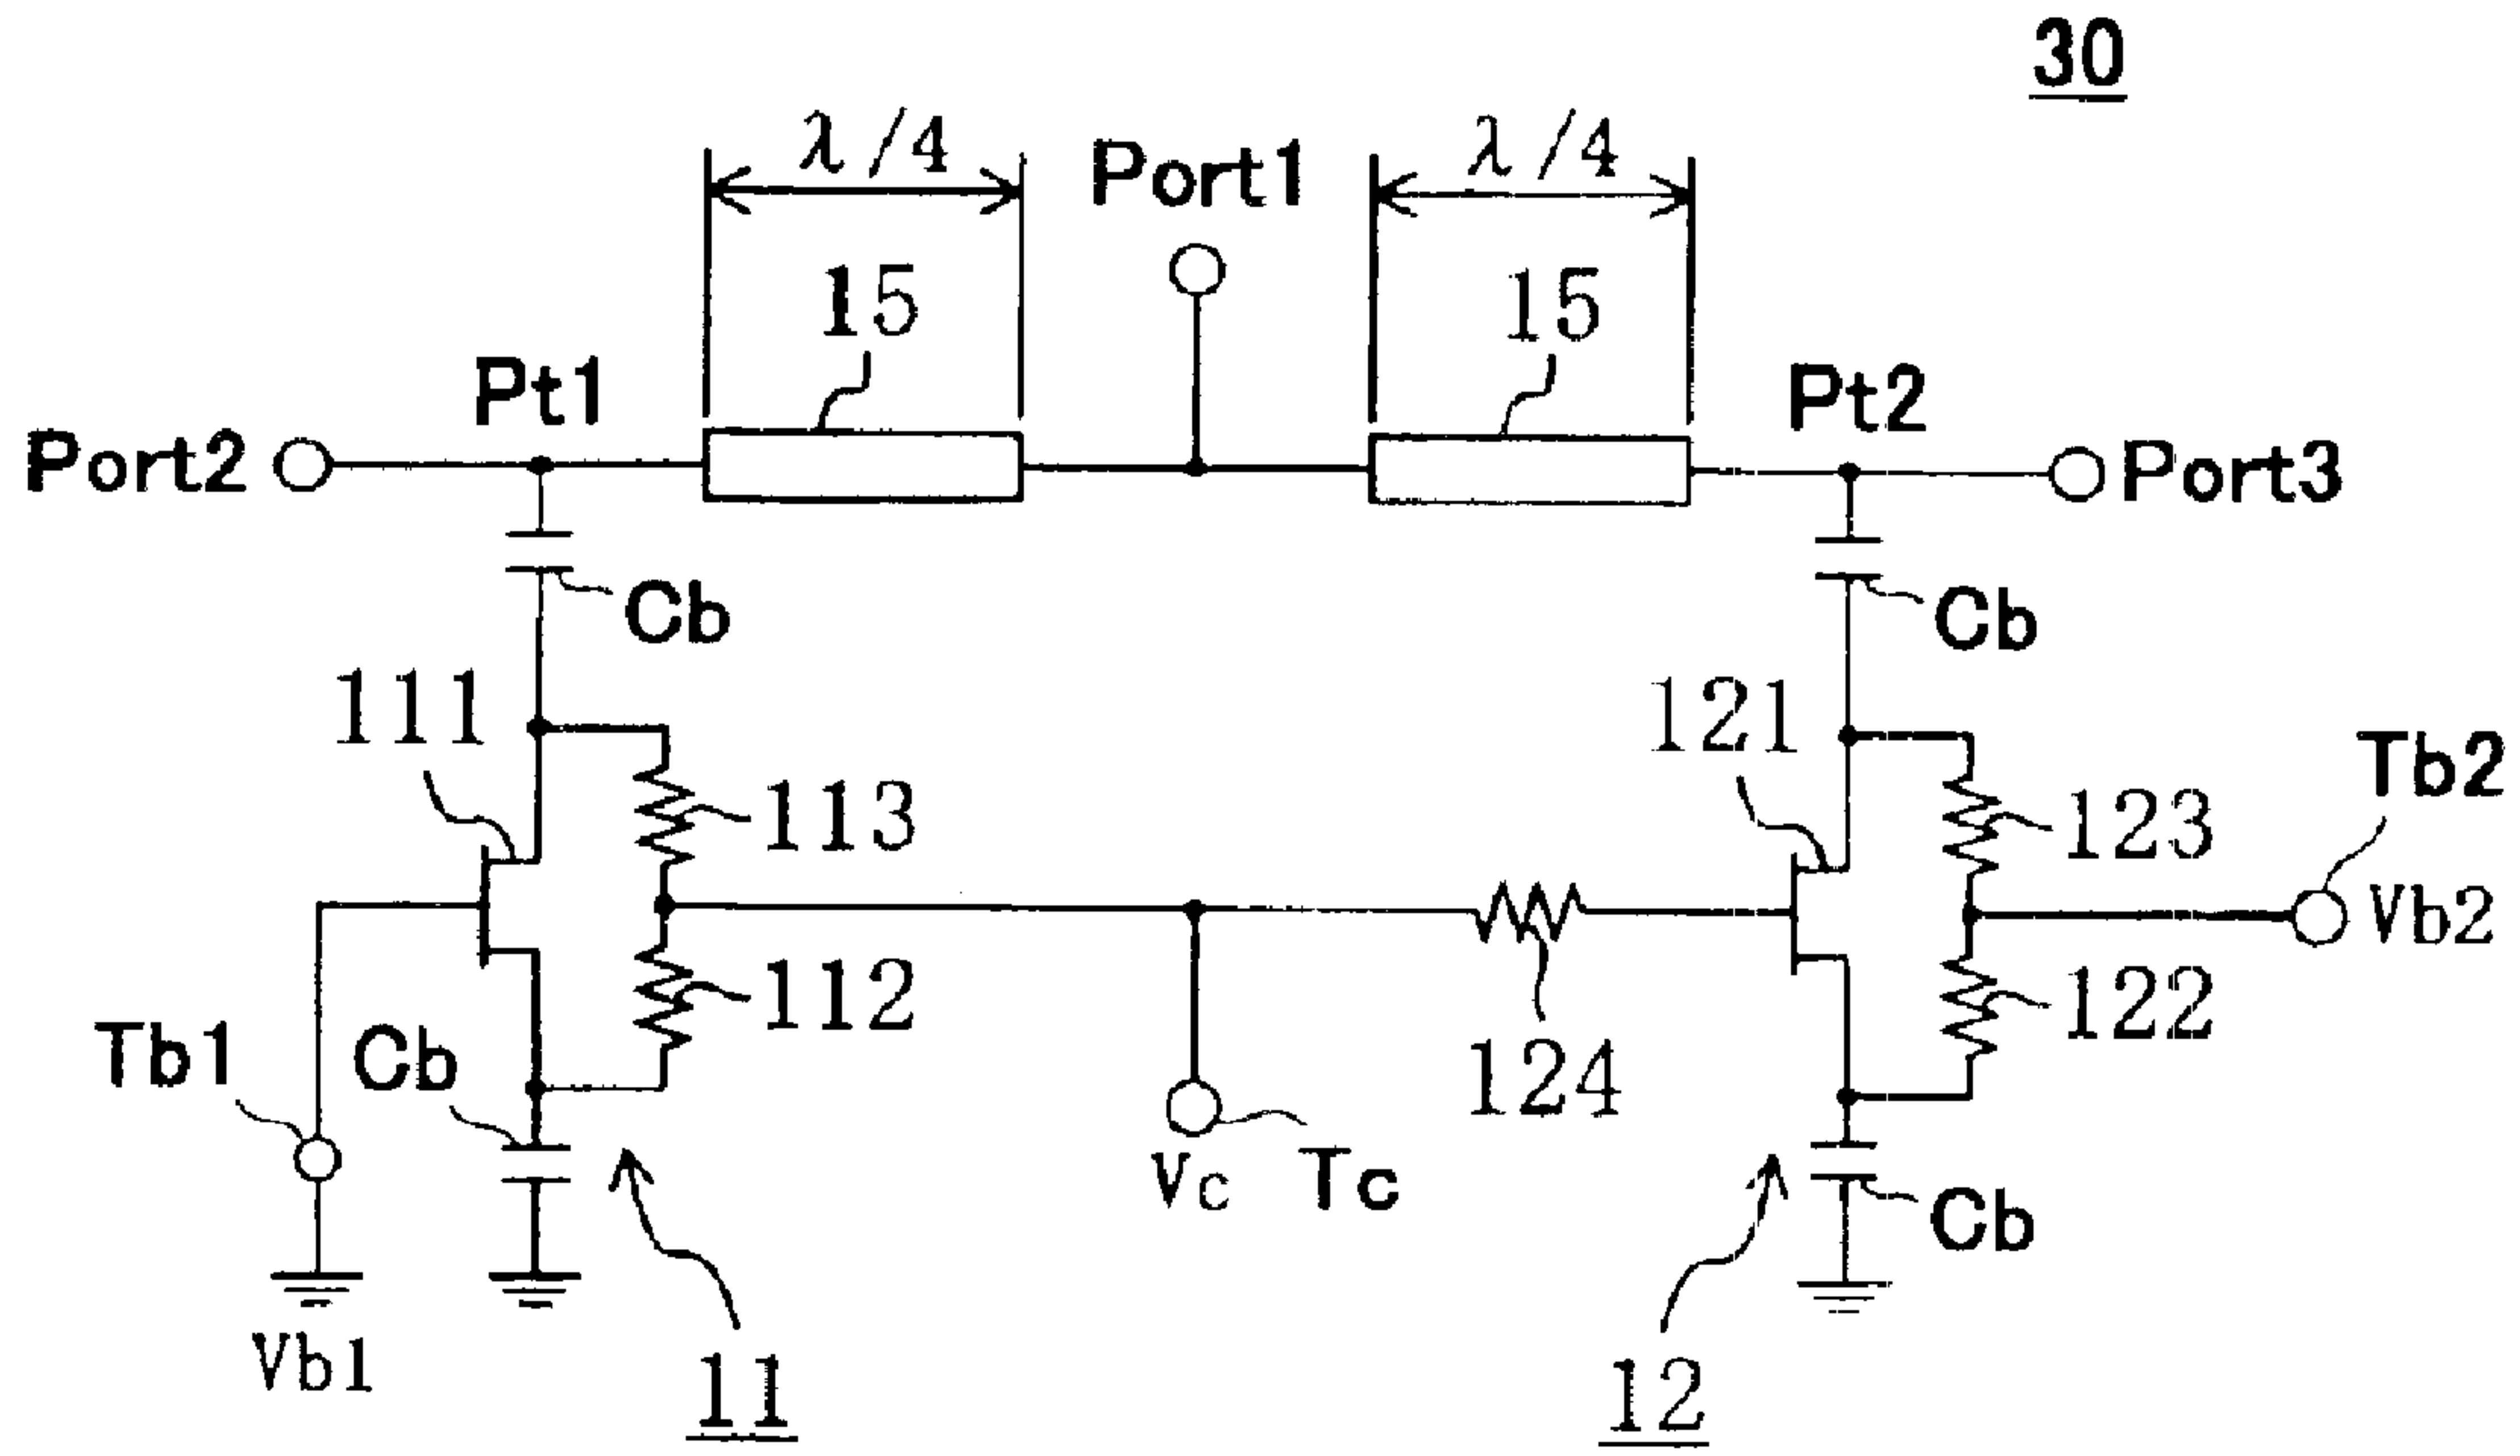 30
λ/4 Port1 λ/4
15 15
Pt1 Pt2
Port2 Port3
Cb Cb
111 121
Tb2
113 123
Vb2
112 122
Tb1 Cb 124
Vc Tc Cb
Vb1
11 12